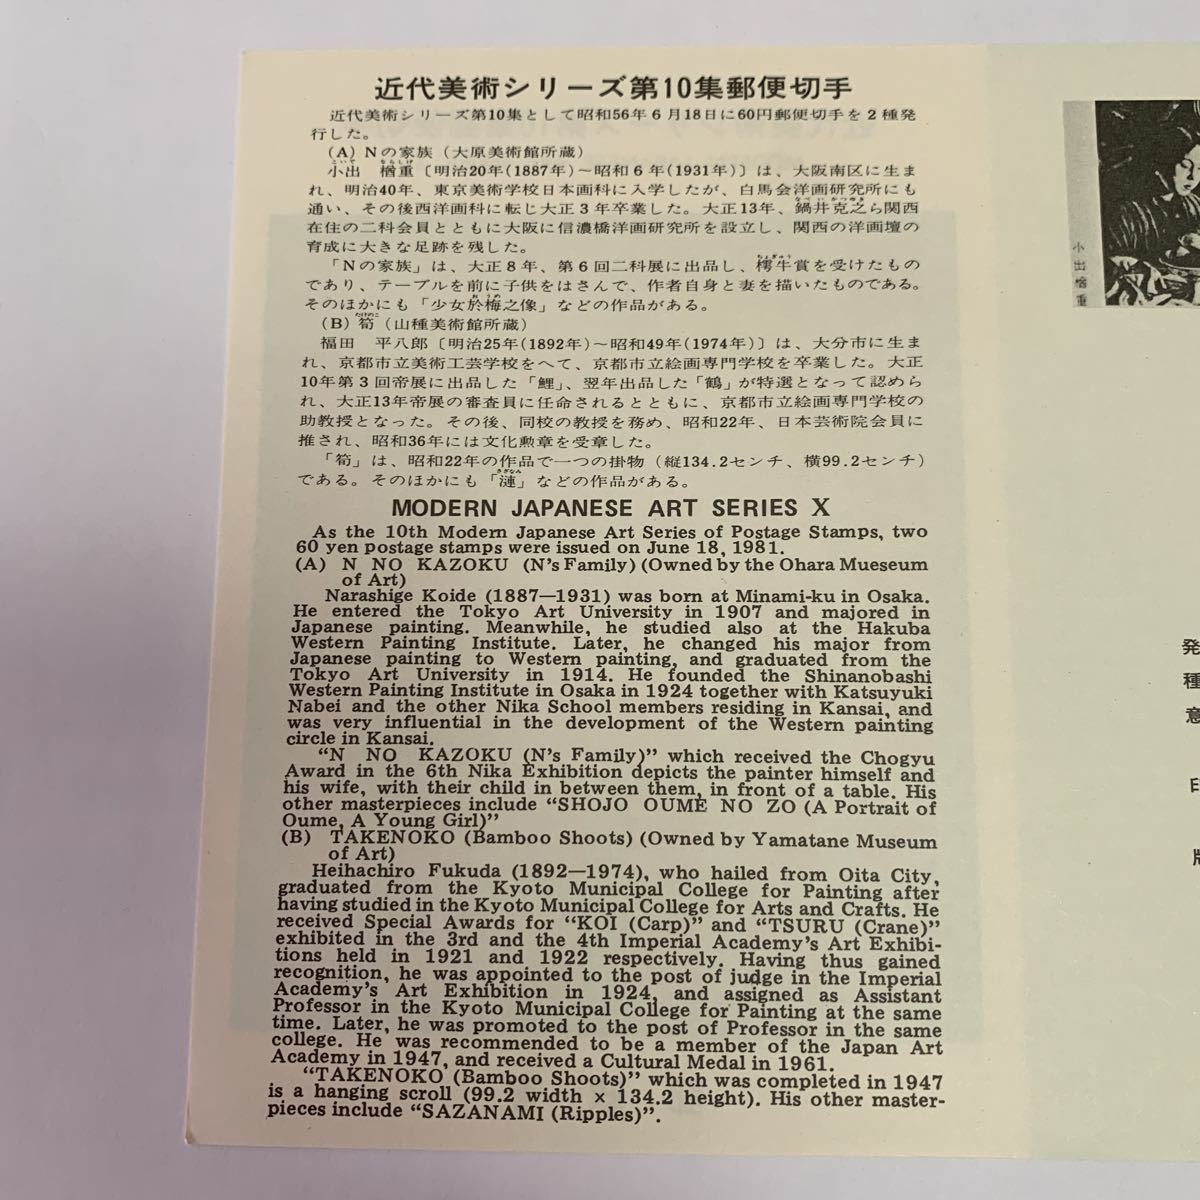 近代美術シリーズ第10集郵便切手
近代美術シリーズ第10集として昭和56年6月18日に60円郵便切手を2種発
行した。
(A) Nの家族(大原美術館所蔵)
こいで ならしげ
小出 楢重〔明治20年(1887年)〜昭和6年(1931年)〕は、大阪南区に生ま
れ、明治40年、東京美術学校日本画科に入学したが、白馬会洋画研究所にも
通い、その後西洋画科に転じ大正3年卒業した。大正13年、鍋井克之ら関西
在住の二科会員とともに大阪に信濃橋洋画研究所を設立し、関西の洋画壇の
育成に大きな足跡を残した。
「Nの家族」は、大正8年、第6回二科展に出品し、樗牛賞を受けたもの
であり、テーブルを前に子供をはさんで、作者自身と妻を描いたものである。
そのほかにも「少女於梅之像」などの作品がある。
(B) 筍(山種美術館所蔵)
福田 平八郎〔明治25年(1892年)〜昭和49年(1974年)〕は、大分市に生ま
れ、京都市立美術工芸学校をへて、京都市立絵画専門学校を卒業した。大正
10年第3回帝展に出品した「鯉」、翌年出品した「鶴」が特選となって認めら
れ、大正13年帝展の審査員に任命されるとともに、京都市立絵画専門学校の
助教授となった。その後、同校の教授を務め、昭和22年、日本芸術院会員に
推され、昭和36年には文化勲章を受章した。
「筍」は、昭和22年の作品で一つの掛物(縦134.2センチ、横99.2センチ)
である。そのほかにも「漣」などの作品がある。
MODERN JAPANESE ART SERIES X
As the 10th Modern Japanese Art Series of Postage Stamps, two
60 yen postage stamps were issued on June 18, 1981.
(A) N NO KAZOKU (N's Family) (Owned by the Ohara Mueseum
of Art)
Narashige Koide (1887—1931) was born at Minami-ku in Osaka.
He entered the Tokyo Art University in 1907 and majored in
Japanese painting. Meanwhile, he studied also at the Hakuba
Western Painting Institute. Later, he changed his major from
Japanese painting to Western painting, and graduated from the
Tokyo Art University in 1914. He founded the Shinanobashi
Western Painting Institute in Osaka in 1924 together with Katsuyuki
Nabei and the other Nika School members residing in Kansai, and
was very influential in the development of the Western painting
circle in Kansai.
“N NO KAZOKU (N's Family)” which received the Chogyu
Award in the 6th Nika Exhibition depicts the painter himself and
his wife, with their child in between them, in front of a table. His
other masterpieces include “SHOJO OUME NO ZO (A Portrait of
Oume, A Young Girl)”
(B) TAKENOKO (Bamboo Shoots) (Owned by Yamatane Museum
of Art)
Heihachiro Fukuda (1892—1974), who hailed from Oita City,
graduated from the Kyoto Municipal College for Painting after
having studied in the Kyoto Municipal College for Arts and Crafts. He
received Special Awards for “KOI (Carp)” and “TSURU (Crane)”
exhibited in the 3rd and the 4th Imperial Academy's Art Exhibi-
tions held in 1921 and 1922 respectively. Having thus gained
recognition, he was appointed to the post of judge in the Imperial
Academy's Art Exhibition in 1924, and assigned as Assistant
Professor in the Kyoto Municipal College for Painting at the same
time. Later, he was promoted to the post of Professor in the same
college. He was recommended to be a member of the Japan Art
Academy in 1947, and received a Cultural Medal in 1961.
“TAKENOKO (Bamboo Shoots)” which was completed in 1947
is a hanging scroll (99.2 width × 134.2 height). His other master-
pieces include “SAZANAMI (Ripples)”.
小出楢重
発
種
意
印
版